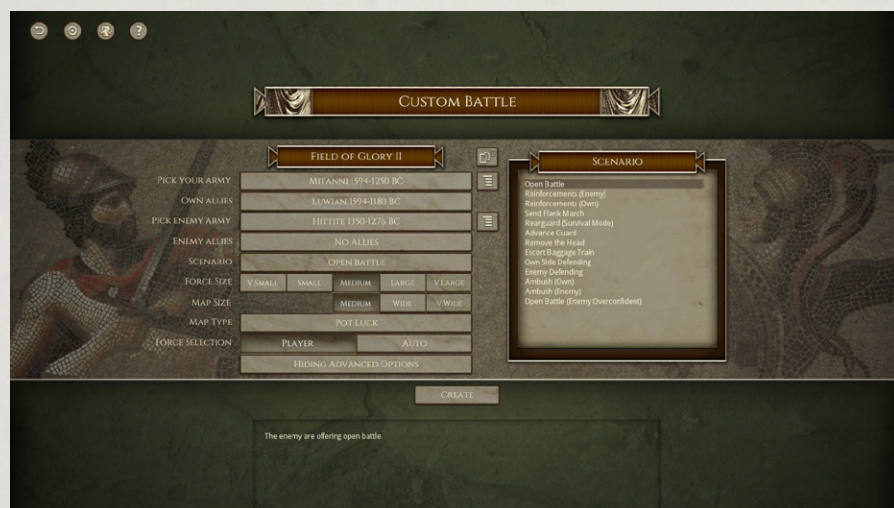 ?
CUSTOM BATTLE
FIELD OF GLORY II
PICK YOUR ARMY MITANNI 1594-1250 BC
OWN ALLIES LUWIAN 1594-1180 BC
PICK ENEMY ARMY HITTITE 1350-1276 BC
ENEMY ALLIES NO ALLIES
SCENARIO OPEN BATTLE
FORCE SIZE V.SMALL SMALL MEDIUM LARGE V.LARGE
MAP SIZE MEDIUM WIDE V.WIDE
MAP TYPE POT LUCK
FORCE SELECTION PLAYER AUTO
HIDING ADVANCED OPTIONS
SCENARIO
Open Battle
Reinforcements (Enemy)
Reinforcements (Own)
Send Flank March
Rearguard (Survival Mode)
Advance Guard
Remove the Head
Escort Baggage Train
Own Side Defending
Enemy Defending
Ambush (Own)
Ambush (Enemy)
Open Battle (Enemy Overconfident)
CREATE
The enemy are offering open battle.